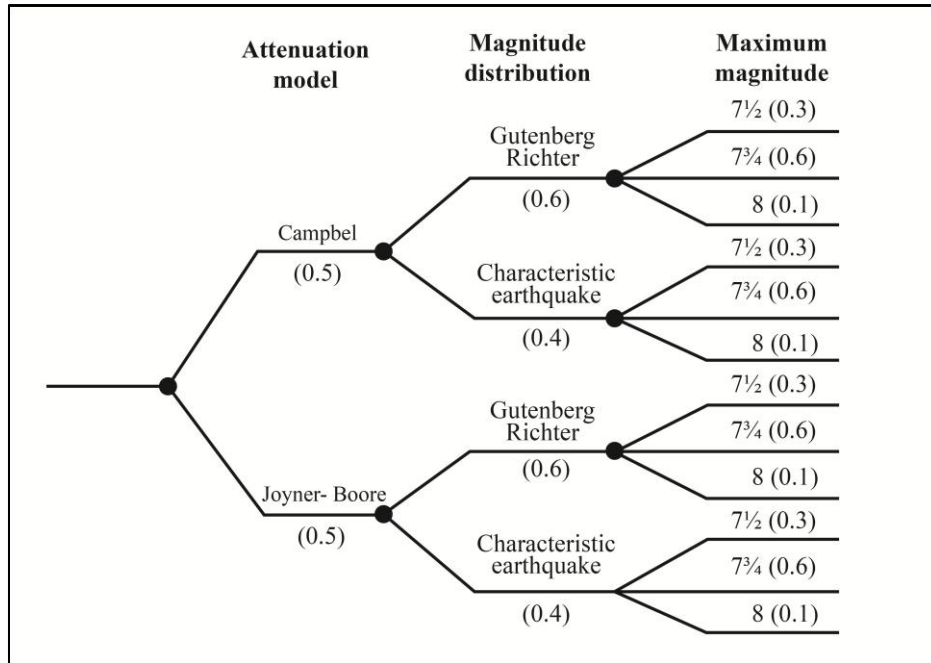 Attenuation
model
Magnitude
distribution
Maximum
magnitude
Campbel
(0.5)
Gutenberg
Richter
(0.6)
7½ (0.3)
7¾ (0.6)
8 (0.1)
Characteristic
earthquake
(0.4)
7½ (0.3)
7¾ (0.6)
8 (0.1)
Joyner- Boore
(0.5)
Gutenberg
Richter
(0.6)
7½ (0.3)
7¾ (0.6)
8 (0.1)
Characteristic
earthquake
(0.4)
7½ (0.3)
7¾ (0.6)
8 (0.1)